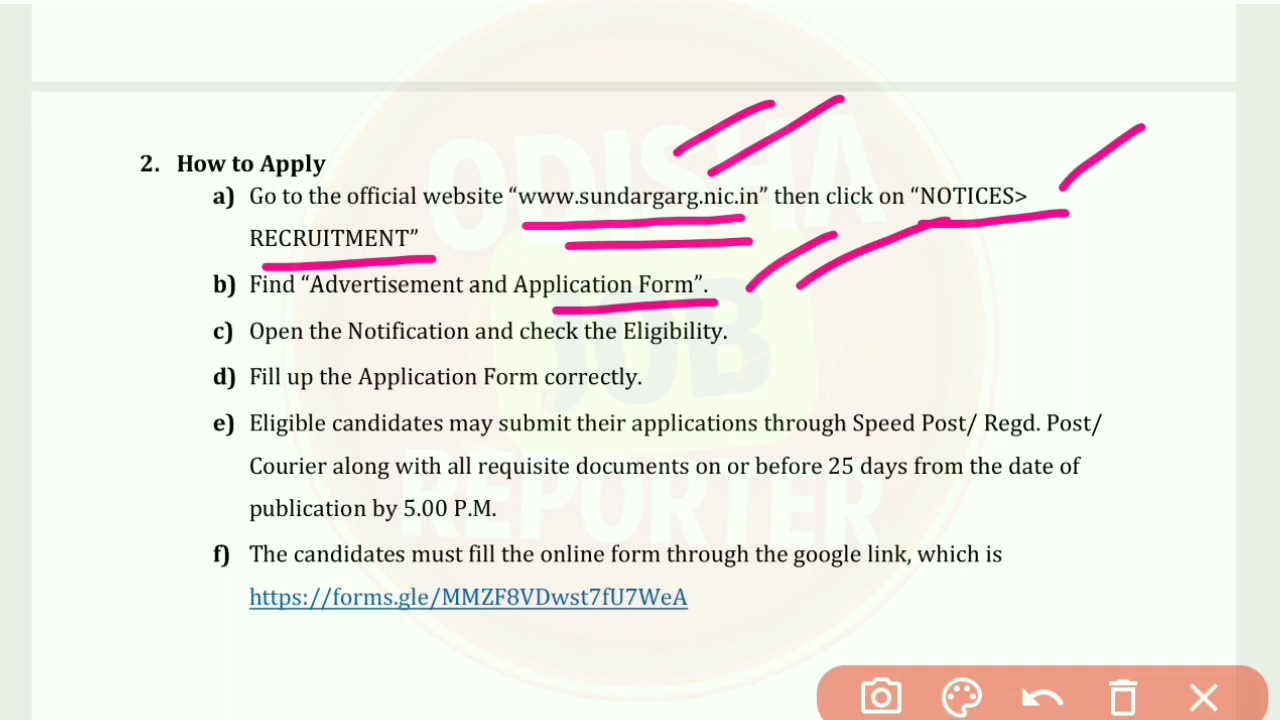 2. How to Apply
a) Go to the official website “www.sundargarg.nic.in” then click on “NOTICES>
RECRUITMENT”
b) Find “Advertisement and Application Form”.
c) Open the Notification and check the Eligibility.
d) Fill up the Application Form correctly.
e) Eligible candidates may submit their applications through Speed Post/ Regd. Post/
Courier along with all requisite documents on or before 25 days from the date of
publication by 5.00 P.M.
f) The candidates must fill the online form through the google link, which is
https://forms.gle/MMZF8VDwst7fU7WeA
ODISHA
JOB
REPORTER